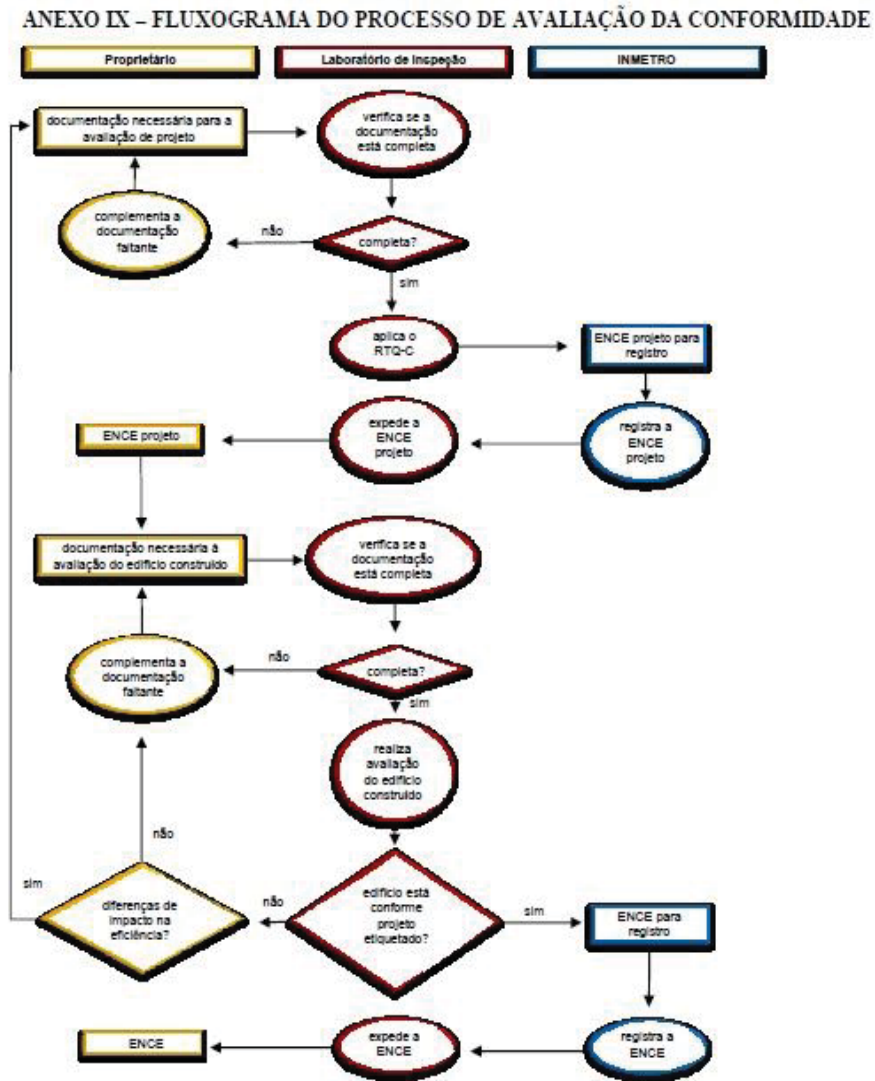 ANEXO IX – FLUXOGRAMA DO PROCESSO DE AVALIAÇÃO DA CONFORMIDADE
Proprietário
Laboratório de Inspeção
INMETRO
documentação necessária para a
avaliação de projeto
verifica se a
documentação
está completa
complementa a
documentação
faltante
não
completa?
sim
aplica o
RTQ-C
ENCE projeto para
registro
ENCE projeto
expede a
ENCE
projeto
registra a
ENCE
projeto
documentação necessária à
avaliação do edifício construído
verifica se a
documentação
está completa
complementa a
documentação
faltante
não
completa?
sim
realiza
avaliação
do edifício
construído
não
sim
diferenças de
impacto na
eficiência?
não
edifício está
conforme
projeto
etiquetado?
sim
ENCE para
registro
ENCE
expede a
ENCE
registra a
ENCE